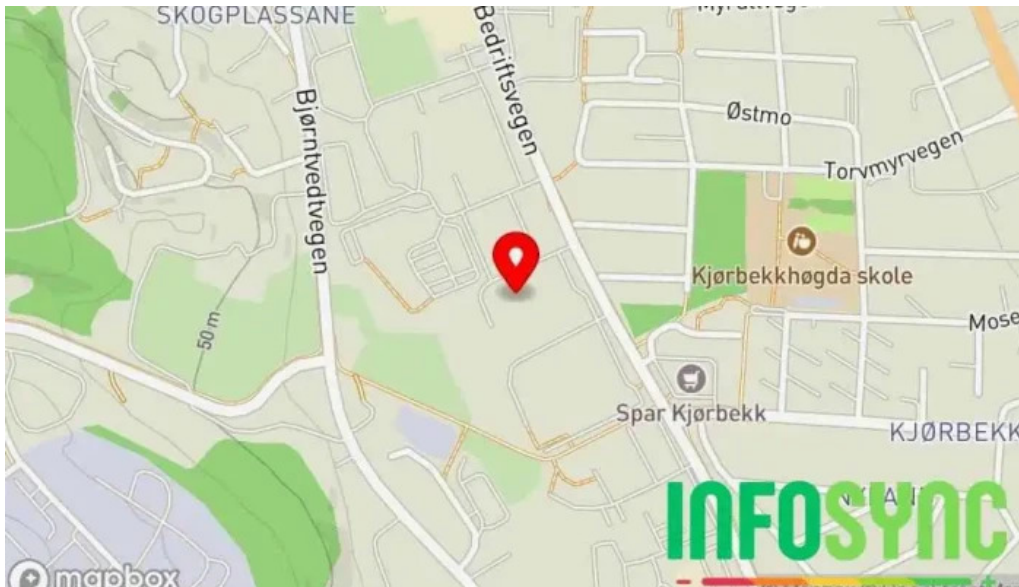 SKOGPLASSANE
Bedriftsvegen
Bjørntvedtvegen
Østmo
Torvmyrvegen
Kjørbekkhøgda skole
50 m
Mose
Spar Kjørbekk
KJØRBEKK
INFOSYNC
mapbox